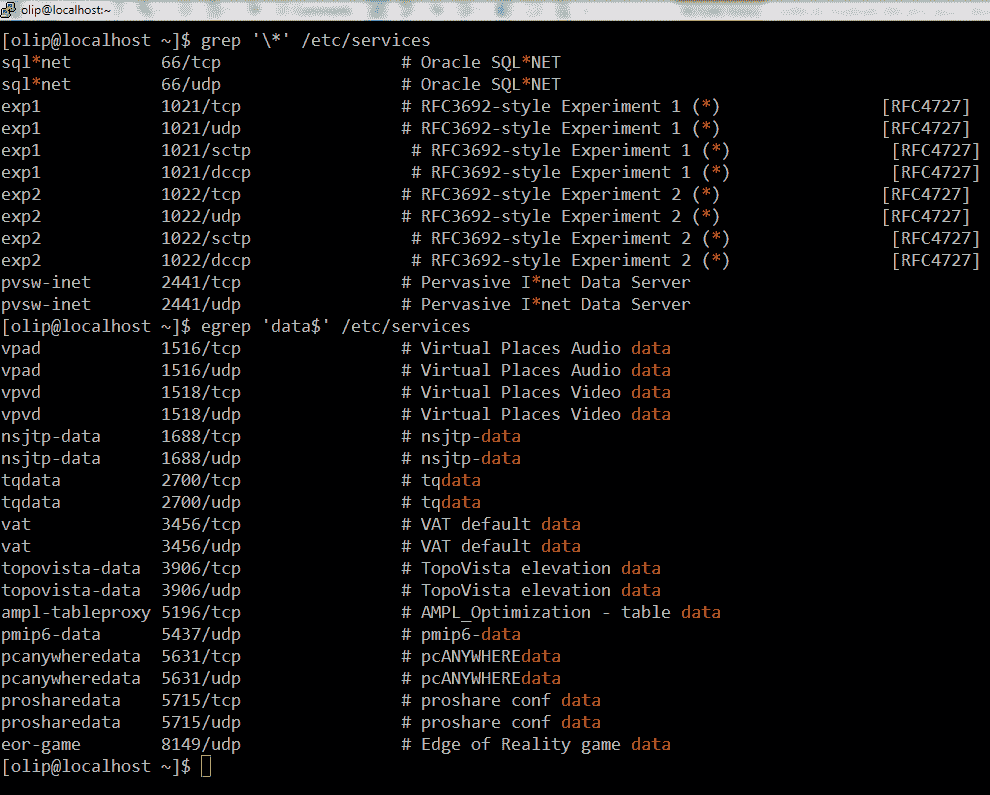 olip@localhost:~
[olip@localhost ~]$ grep '\*' /etc/services
sql*net         66/tcp                  # Oracle SQL*NET
sql*net         66/udp                  # Oracle SQL*NET
exp1            1021/tcp                # RFC3692-style Experiment 1 (*)                [RFC4727]
exp1            1021/udp                # RFC3692-style Experiment 1 (*)                [RFC4727]
exp1            1021/sctp                # RFC3692-style Experiment 1 (*)                [RFC4727]
exp1            1021/dccp                # RFC3692-style Experiment 1 (*)                [RFC4727]
exp2            1022/tcp                # RFC3692-style Experiment 2 (*)                [RFC4727]
exp2            1022/udp                # RFC3692-style Experiment 2 (*)                [RFC4727]
exp2            1022/sctp                # RFC3692-style Experiment 2 (*)                [RFC4727]
exp2            1022/dccp                # RFC3692-style Experiment 2 (*)                [RFC4727]
pvsw-inet       2441/tcp                # Pervasive I*net Data Server
pvsw-inet       2441/udp                # Pervasive I*net Data Server
[olip@localhost ~]$ egrep 'data$' /etc/services
vpad            1516/tcp                # Virtual Places Audio data
vpad            1516/udp                # Virtual Places Audio data
vpvd            1518/tcp                # Virtual Places Video data
vpvd            1518/udp                # Virtual Places Video data
nsjtp-data      1688/tcp                # nsjtp-data
nsjtp-data      1688/udp                # nsjtp-data
tqdata          2700/tcp                # tqdata
tqdata          2700/udp                # tqdata
vat             3456/tcp                # VAT default data
vat             3456/udp                # VAT default data
topovista-data  3906/tcp                # TopoVista elevation data
topovista-data  3906/udp                # TopoVista elevation data
ampl-tableproxy 5196/tcp                # AMPL_Optimization - table data
pmip6-data      5437/udp                # pmip6-data
pcanywheredata  5631/tcp                # pcANYWHEREdata
pcanywheredata  5631/udp                # pcANYWHEREdata
prosharedata    5715/tcp                # proshare conf data
prosharedata    5715/udp                # proshare conf data
eor-game        8149/udp                # Edge of Reality game data
[olip@localhost ~]$